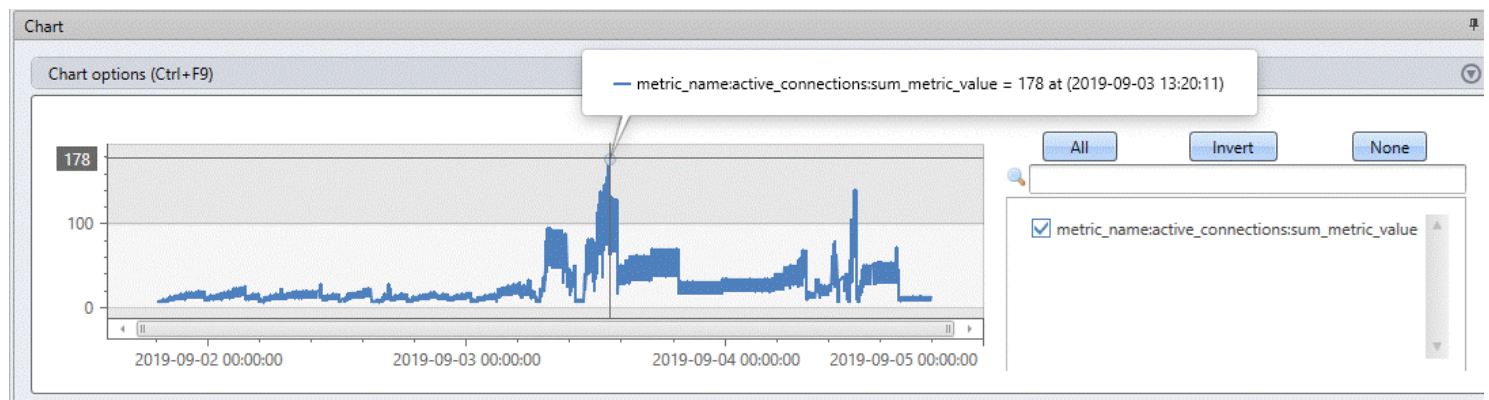 Chart
Chart options (Ctrl+F9)
metric_name:active_connections:sum_metric_value = 178 at (2019-09-03 13:20:11)
178
100
0
2019-09-02 00:00:00
2019-09-03 00:00:00
2019-09-04 00:00:00
2019-09-05 00:00:00
All
Invert
None
metric_name:active_connections:sum_metric_value